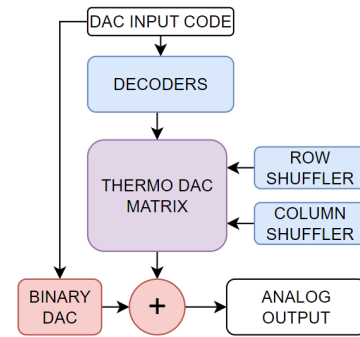 DAC INPUT CODE
DECODERS
THERMO DAC
MATRIX
ROW
SHUFFLER
COLUMN
SHUFFLER
BINARY
DAC
+
ANALOG
OUTPUT